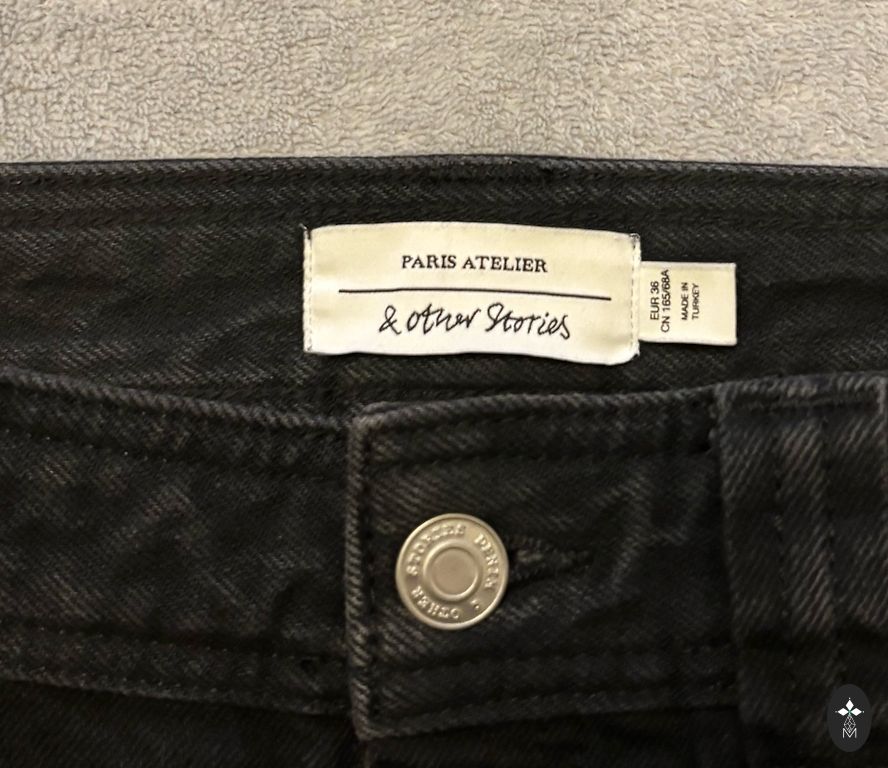 PARIS ATELIER
& other Stories
EUR 36
CN 165/68A
MADE IN
TURKEY
& OTHER STORIES DENIM
M